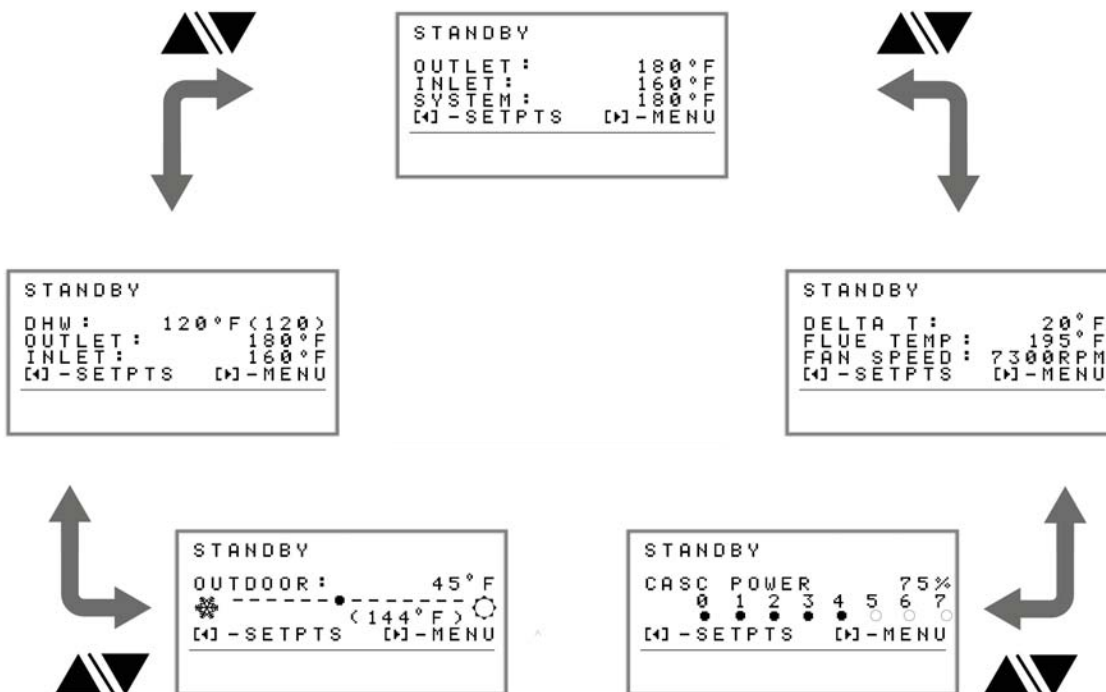 STANDBY
OUTLET: 180°F
INLET: 160°F
SYSTEM: 180°F
[◂]-SETPTS [▸]-MENU
STANDBY
DHW: 120°F(120)
OUTLET: 180°F
INLET: 160°F
[◂]-SETPTS [▸]-MENU
STANDBY
DELTA T: 20°F
FLUE TEMP: 195°F
FAN SPEED: 7300RPM
[◂]-SETPTS [▸]-MENU
STANDBY
OUTDOOR: 45°F
(144°F)
[◂]-SETPTS [▸]-MENU
STANDBY
CASC POWER 75%
0 1 2 3 4 5 6 7
[◂]-SETPTS [▸]-MENU